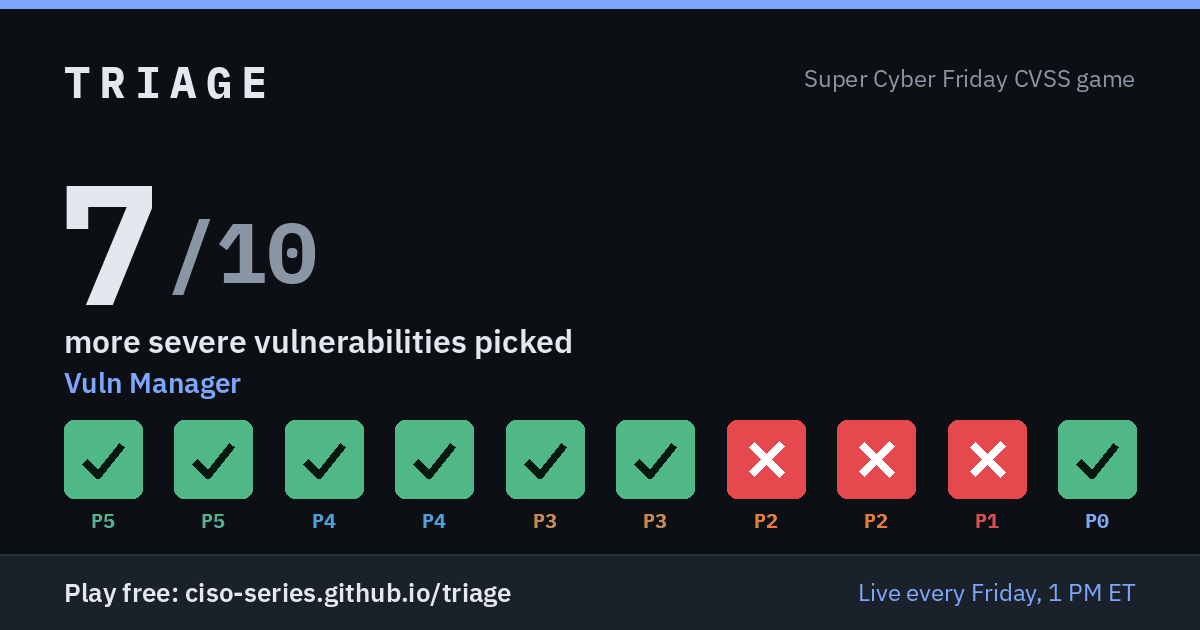 TRIAGE
Super Cyber Friday CVSS game
7/10
more severe vulnerabilities picked
Vuln Manager
P5 P5 P4 P4 P3 P3 P2 P2 P1 P0
Play free: ciso-series.github.io/triage
Live every Friday, 1 PM ET